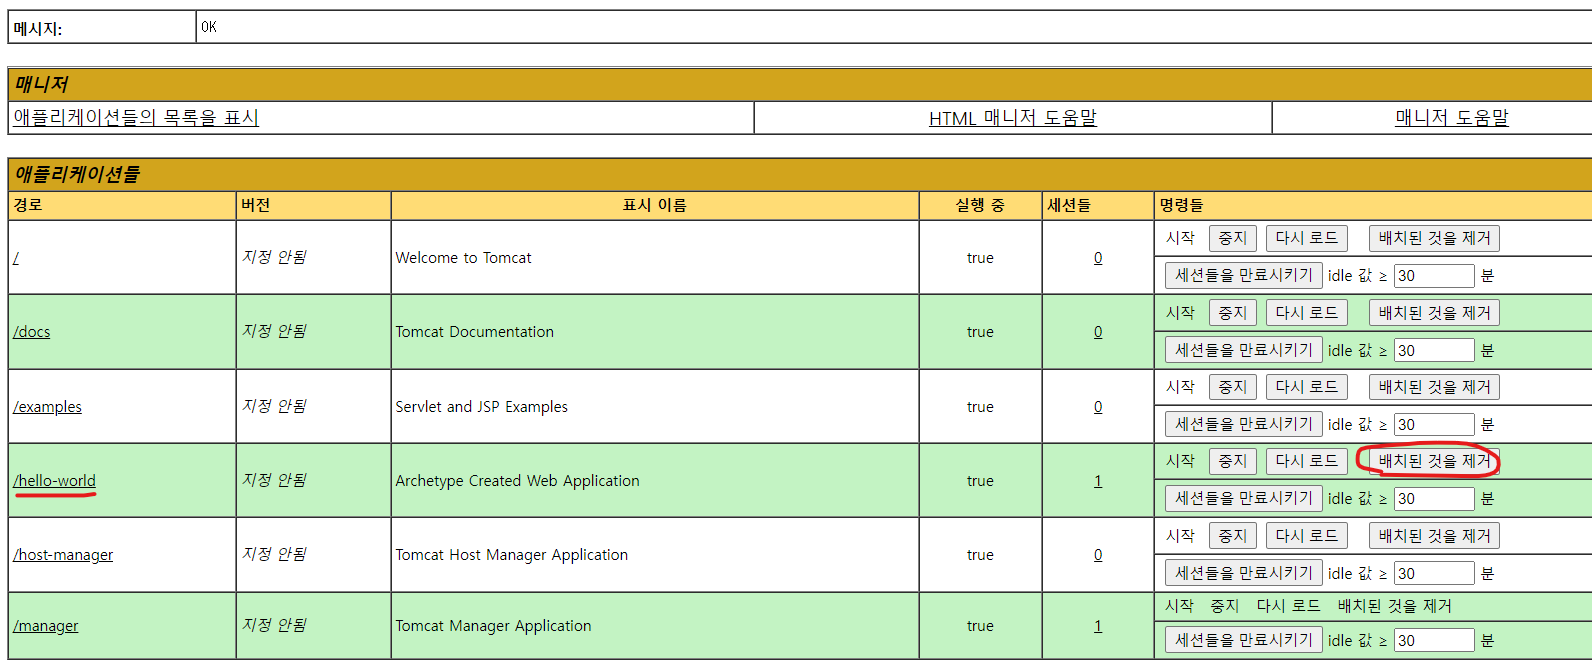 메시지: OK
매니저
애플리케이션들의 목록을 표시 HTML 매니저 도움말 매니저 도움말
애플리케이션들
경로 버전 표시 이름 실행 중 세션들 명령들
/ 지정 안됨 Welcome to Tomcat true 0 시작 중지 다시 로드 배치된 것을 제거
세션들을 만료시키기 idle 값 ≥ 30 분
/docs 지정 안됨 Tomcat Documentation true 0 시작 중지 다시 로드 배치된 것을 제거
세션들을 만료시키기 idle 값 ≥ 30 분
/examples 지정 안됨 Servlet and JSP Examples true 0 시작 중지 다시 로드 배치된 것을 제거
세션들을 만료시키기 idle 값 ≥ 30 분
/hello-world 지정 안됨 Archetype Created Web Application true 1 시작 중지 다시 로드 배치된 것을 제거
세션들을 만료시키기 idle 값 ≥ 30 분
/host-manager 지정 안됨 Tomcat Host Manager Application true 0 시작 중지 다시 로드 배치된 것을 제거
세션들을 만료시키기 idle 값 ≥ 30 분
/manager 지정 안됨 Tomcat Manager Application true 1 시작 중지 다시 로드 배치된 것을 제거
세션들을 만료시키기 idle 값 ≥ 30 분